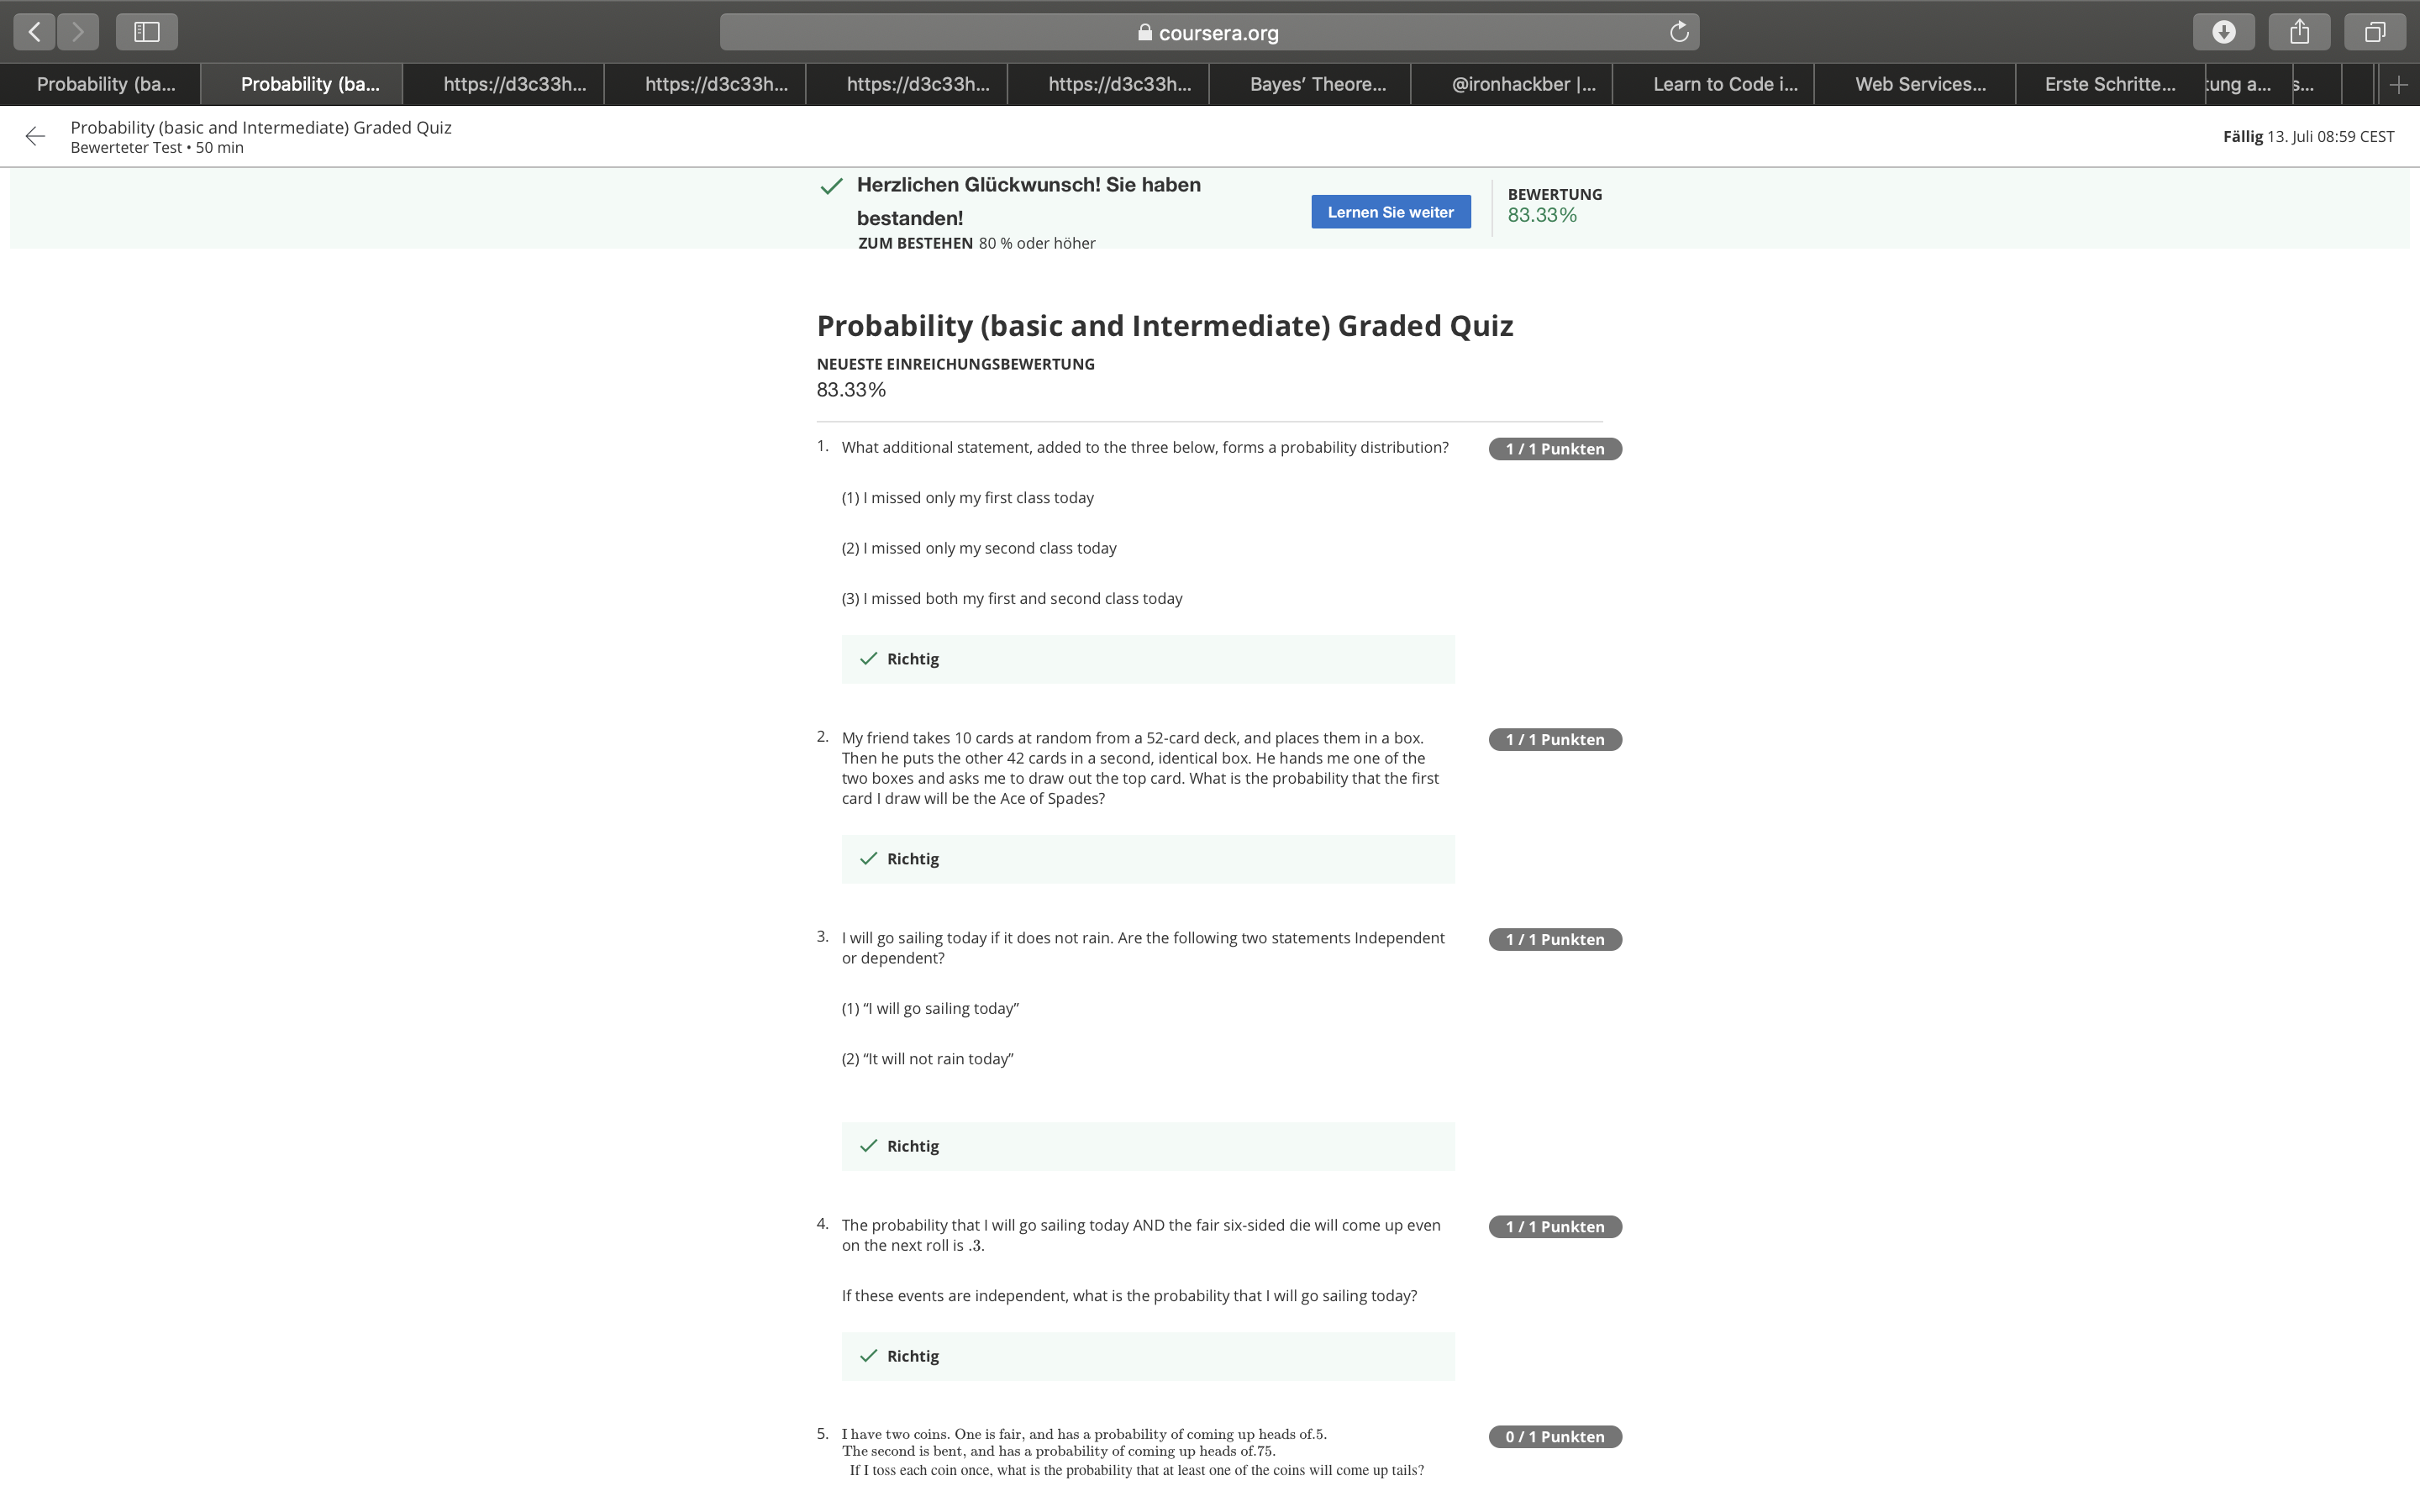 coursera.org
Probability (ba...
Probability (ba...
https://d3c33h...
https://d3c33h...
https://d3c33h...
https://d3c33h...
Bayes’ Theore...
@ironhackber |...
Learn to Code i...
Web Services...
Erste Schritte...
tung a...
s...
Probability (basic and Intermediate) Graded Quiz
Bewerteter Test • 50 min
Fällig 13. Juli 08:59 CEST
Herzlichen Glückwunsch! Sie haben
bestanden!
ZUM BESTEHEN 80 % oder höher
Lernen Sie weiter
BEWERTUNG
83.33%
Probability (basic and Intermediate) Graded Quiz
NEUESTE EINREICHUNGSBEWERTUNG
83.33%
1. What additional statement, added to the three below, forms a probability distribution?
1 / 1 Punkten
(1) I missed only my first class today
(2) I missed only my second class today
(3) I missed both my first and second class today
Richtig
2. My friend takes 10 cards at random from a 52-card deck, and places them in a box.
1 / 1 Punkten
Then he puts the other 42 cards in a second, identical box. He hands me one of the
two boxes and asks me to draw out the top card. What is the probability that the first
card I draw will be the Ace of Spades?
Richtig
3. I will go sailing today if it does not rain. Are the following two statements Independent
1 / 1 Punkten
or dependent?
(1) “I will go sailing today”
(2) “It will not rain today”
Richtig
4. The probability that I will go sailing today AND the fair six-sided die will come up even
1 / 1 Punkten
on the next roll is .3.
If these events are independent, what is the probability that I will go sailing today?
Richtig
5. I have two coins. One is fair, and has a probability of coming up heads of.5.
0 / 1 Punkten
The second is bent, and has a probability of coming up heads of.75.
If I toss each coin once, what is the probability that at least one of the coins will come up tails?